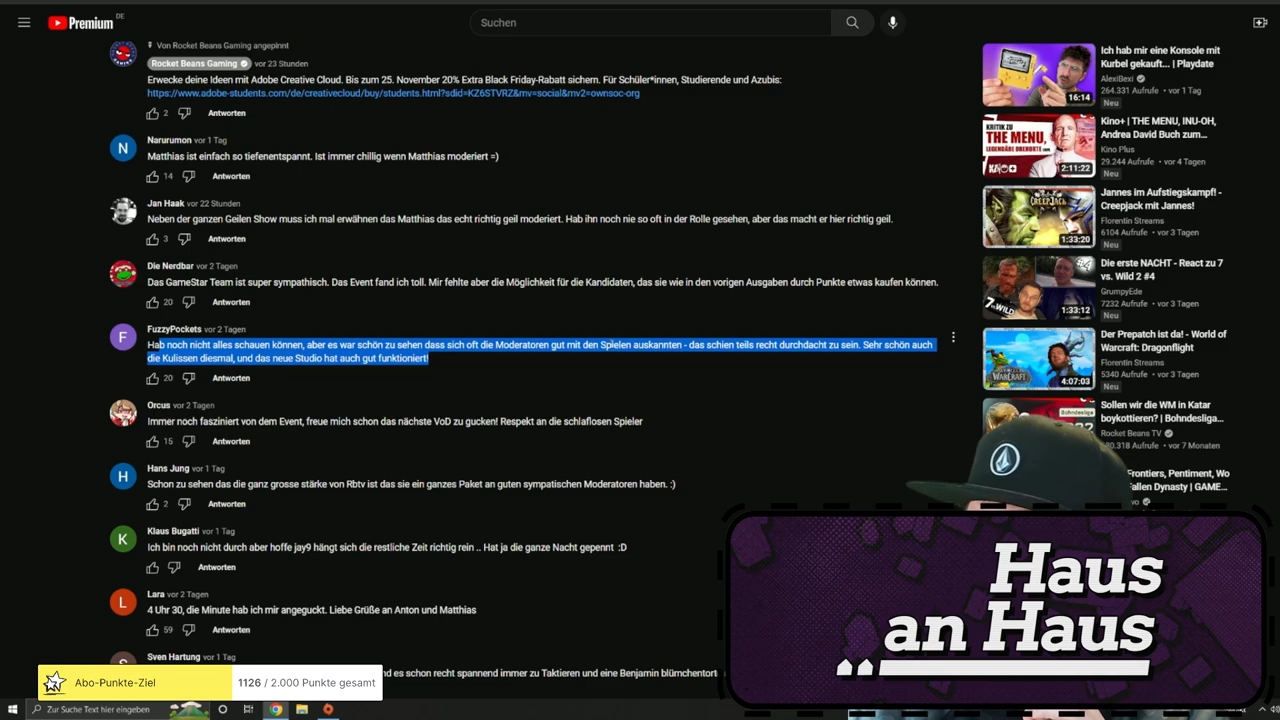 Premium DE
Suchen
Von Rocket Beans Gaming angepinnt
Rocket Beans Gaming vor 23 Stunden
Erwecke deine Ideen mit Adobe Creative Cloud. Bis zum 25. November 20% Extra Black Friday-Rabatt sichern. Für Schüler*innen, Studierende und Azubis:
https://www.adobe-students.com/de/creativecloud/buy/students.html?sdid=KZ6STVRZ&mv=social&mv2=ownsoc-org
2 Antworten
N
Narurumon vor 1 Tag
Matthias ist einfach so tiefenentspannt. Ist immer chillig wenn Matthias moderiert =)
14 Antworten
Jan Haak vor 22 Stunden
Neben der ganzen Geilen Show muss ich mal erwähnen das Matthias das echt richtig geil moderiert. Hab ihn noch nie so oft in der Rolle gesehen, aber das macht er hier richtig geil.
3 Antworten
Die Nerdbar vor 2 Tagen
Das GameStar Team ist super sympathisch. Das Event fand ich toll. Mir fehlte aber die Möglichkeit für die Kandidaten, das sie wie in den vorigen Ausgaben durch Punkte etwas kaufen können.
20 Antworten
F
FuzzyPockets vor 2 Tagen
Hab noch nicht alles schauen können, aber es war schön zu sehen dass sich oft die Moderatoren gut mit den Spielen auskannten - das schien teils recht durchdacht zu sein. Sehr schön auch
die Kulissen diesmal, und das neue Studio hat auch gut funktioniert!
20 Antworten
Orcus vor 2 Tagen
Immer noch fasziniert von dem Event, freue mich schon das nächste VoD zu gucken! Respekt an die schlaflosen Spieler
15 Antworten
H
Hans Jung vor 1 Tag
Schon zu sehen das die ganz grosse stärke von Rbtv ist das sie ein ganzes Paket an guten sympathischen Moderatoren haben. :)
2 Antworten
K
Klaus Bugatti vor 1 Tag
Ich bin noch nicht durch aber hoffe jay9 hängt sich die restliche Zeit richtig rein .. Hat ja die ganze Nacht gepennt :D
Antworten
L
Lara vor 2 Tagen
4 Uhr 30, die Minute hab ich mir angeguckt. Liebe Grüße an Anton und Matthias
59 Antworten
Sven Hartung vor 1 Tag
nd es schon recht spannend immer zu Taktieren und eine Benjamin
Abo-Punkte-Ziel 1126 / 2.000 Punkte gesamt
Zur Suche Text hier eingeben
16:14
Ich hab mir eine Konsole mit
Kurbel gekauft... | Playdate
AlexiBexi
264.331 Aufrufe • vor 1 Tag
Neu
KRITIK ZU
THE MENU,
2:11:22
Kino+ | THE MENU, INU-OH,
Andrea David Buch zum...
Kino Plus
29.244 Aufrufe • vor 4 Tagen
Neu
CREEPJACK
1:33:20
Jannes im Aufstiegskampf! -
Creepjack mit Jannes!
Florentin Streams
6104 Aufrufe • vor 3 Tagen
Neu
7 vs. WILD
1:33:12
Die erste NACHT - React zu 7
vs. Wild 2 #4
GrumpyEde
7232 Aufrufe • vor 3 Tagen
Neu
WARCRAFT
4:07:03
Der Prepatch ist da! - World of
Warcraft: Dragonflight
Florentin Streams
5340 Aufrufe • vor 3 Tagen
Neu
Bohndesliga
Sollen wir die WM in Katar
boykottieren? | Bohndesliga...
Rocket Beans TV
80.318 Aufrufe • vor 7 Monaten
Frontiers, Pentiment, Wo
Fallen Dynasty | GAME...
Haus
an Haus